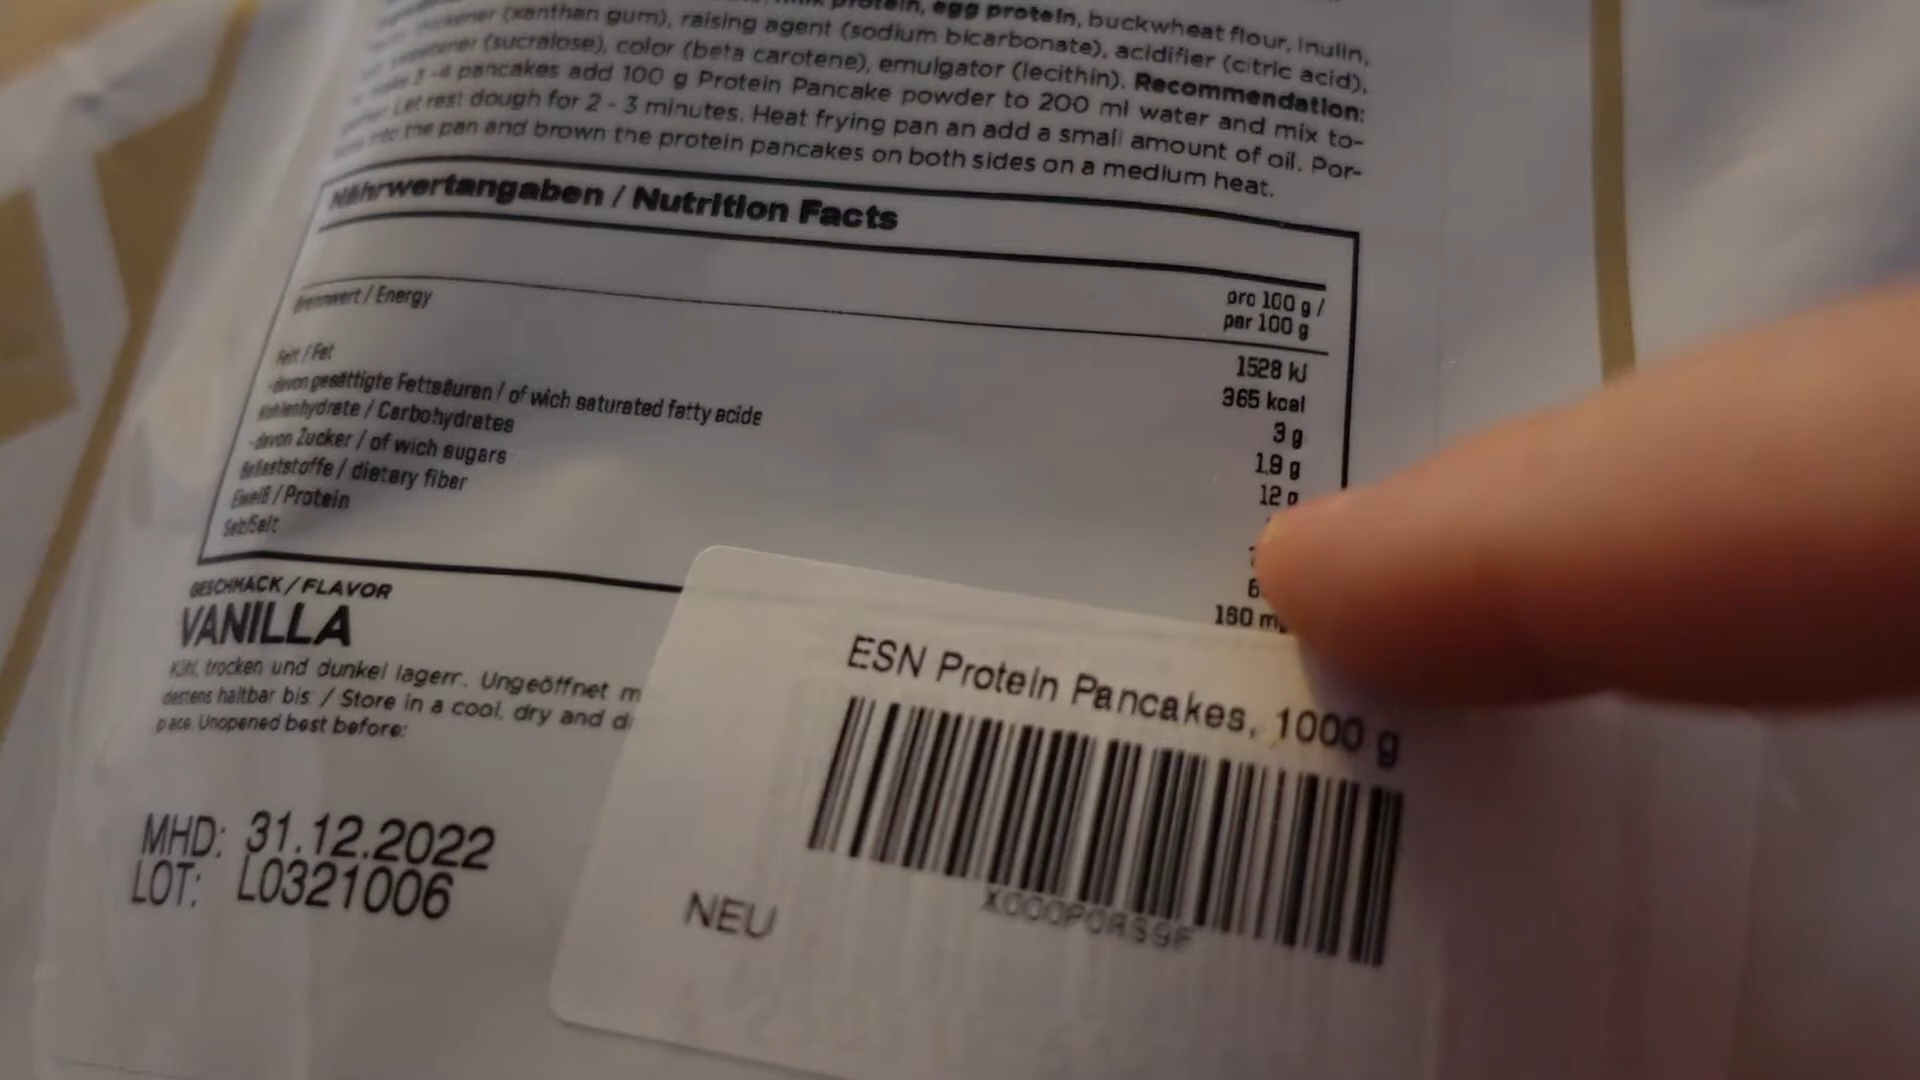 protein, egg protein, buckwheat flour, Inulin,
(xanthan gum), raising agent (sodium bicarbonate), acidifier (citric acid),
(sucralose), color (beta carotene), emulgator (lecithin). Recommendation:
3 -4 pancakes add 100 g Protein Pancake powder to 200 ml water and mix to-
Let rest dough for 2 - 3 minutes. Heat frying pan an add a small amount of oil. Por-
into the pan and brown the protein pancakes on both sides on a medium heat.
Nährwertangaben / Nutrition Facts
pro 100 g /
per 100 g
Brennwert / Energy
1528 kJ
365 kcal
Fett / Fat
3 g
-davon gesättigte Fettsäuren / of wich saturated fatty acids
1,9 g
Kohlenhydrate / Carbohydrates
12 g
-davon Zucker / of wich sugars
Ballaststoffe / dietary fiber
Eiweiß / Protein
6
Salz/Salt
GESCHMACK / FLAVOR
VANILLA
Kühl, trocken und dunkel lagern. Ungeöffnet m
destens haltbar bis / Store in a cool, dry and d
place. Unopened best before:
MHD: 31.12.2022
LOT: L0321006
ESN Protein Pancakes, 1000 g
NEU